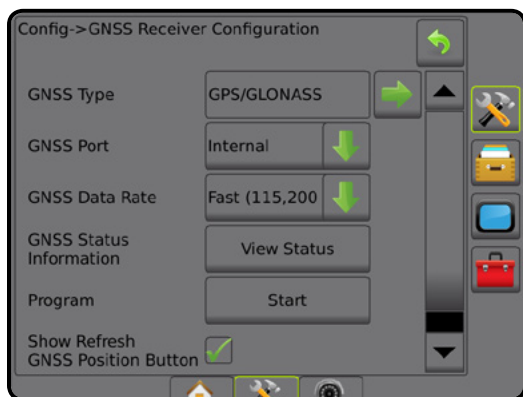 Config->GNSS Receiver Configuration
GNSS Type
GPS/GLONASS
GNSS Port
Internal
GNSS Data Rate
Fast (115,200
GNSS Status
Information
View Status
Program
Start
Show Refresh
GNSS Position Button